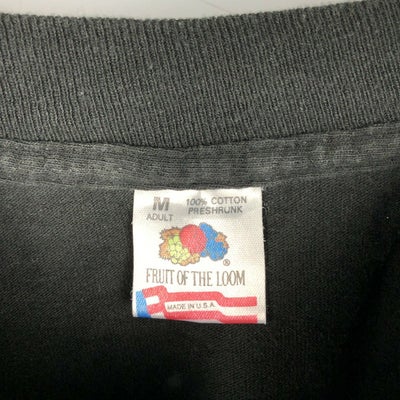 M 100% COTTON
ADULT PRESHRUNK
®
FRUIT OF THE LOOM
MADE IN U.S.A.